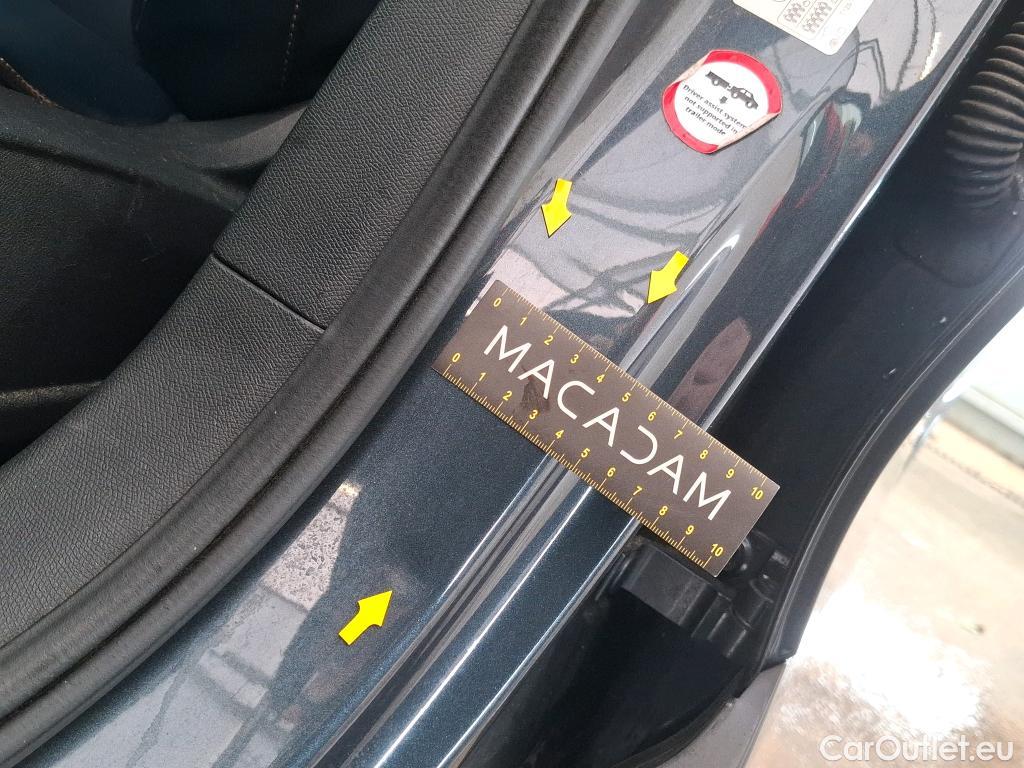 Driver assist system
not supported in
trailer mode
0 1 2 3 4 5 6 7 8 9 10
MACADAM
0 1 2 3 4 5 6 7 8 9 10
CarOutlet.eu